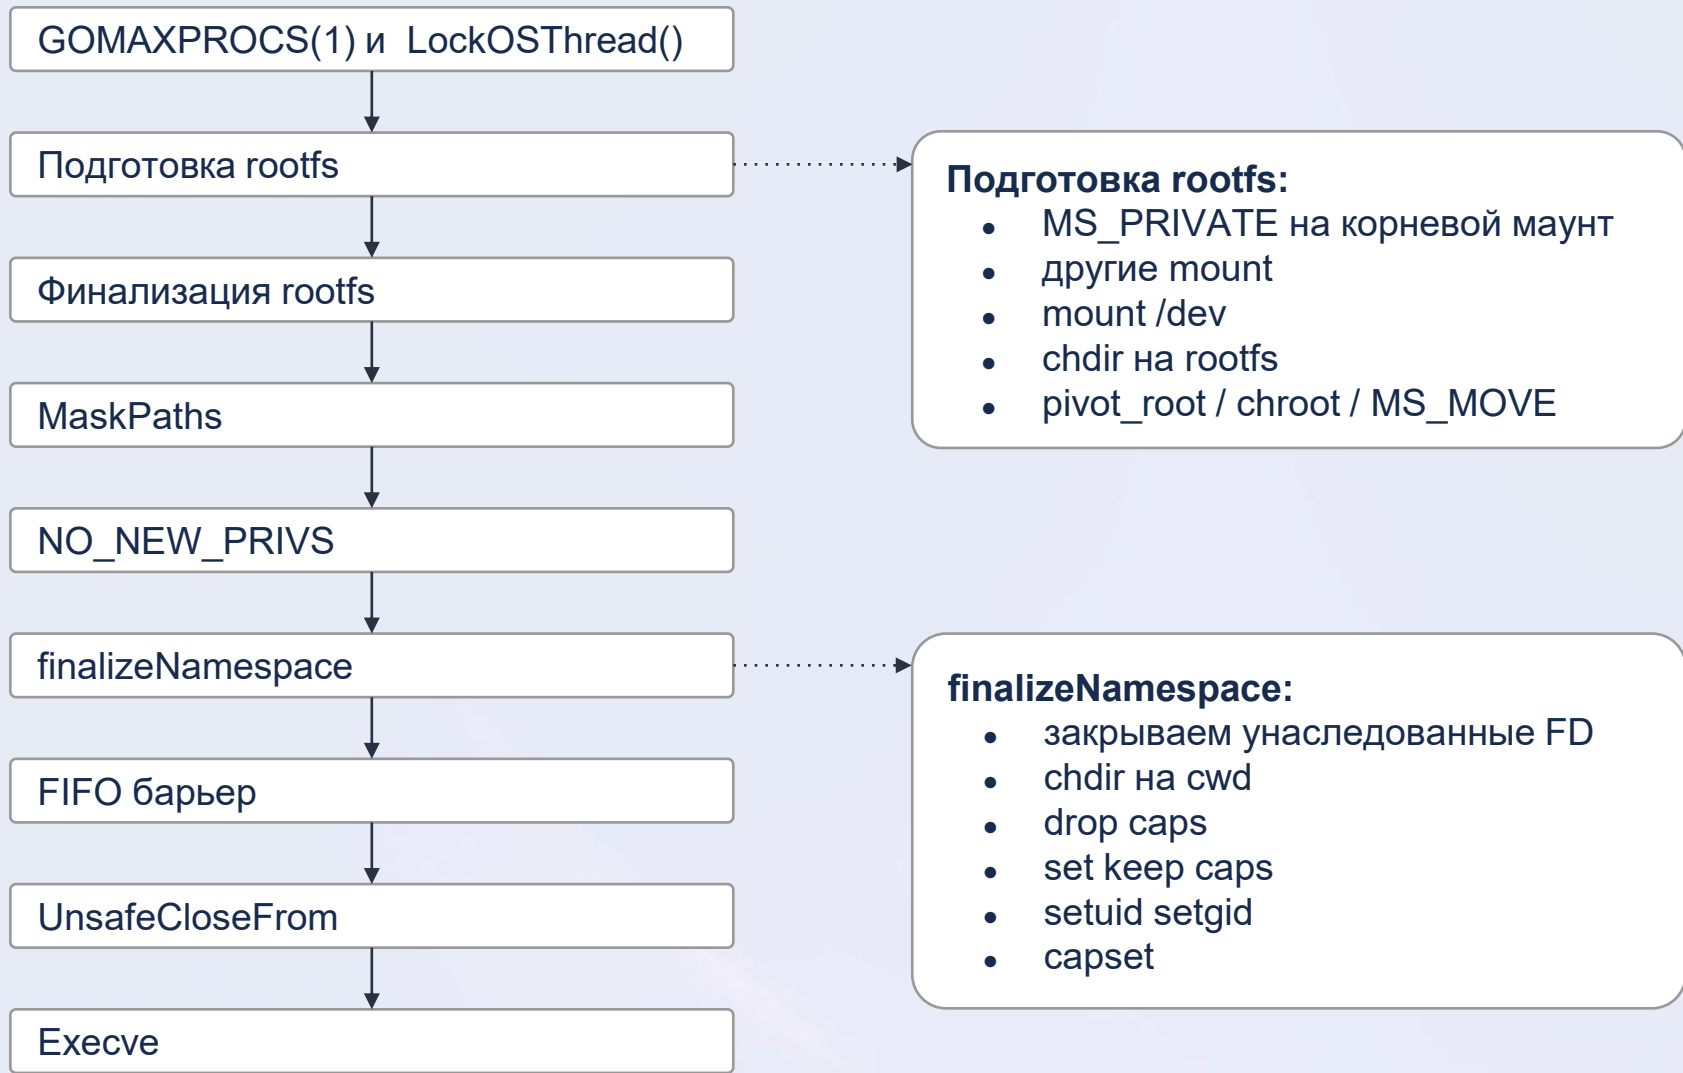 GOMAXPROCS(1) и LockOSThread()
Подготовка rootfs
Финализация rootfs
MaskPaths
NO_NEW_PRIVS
finalizeNamespace
FIFO барьер
UnsafeCloseFrom
Execve
Подготовка rootfs:
● MS_PRIVATE на корневой маунт
● другие mount
● mount /dev
● chdir на rootfs
● pivot_root / chroot / MS_MOVE
finalizeNamespace:
● закрываем унаследованные FD
● chdir на cwd
● drop caps
● set keep caps
● setuid setgid
● capset